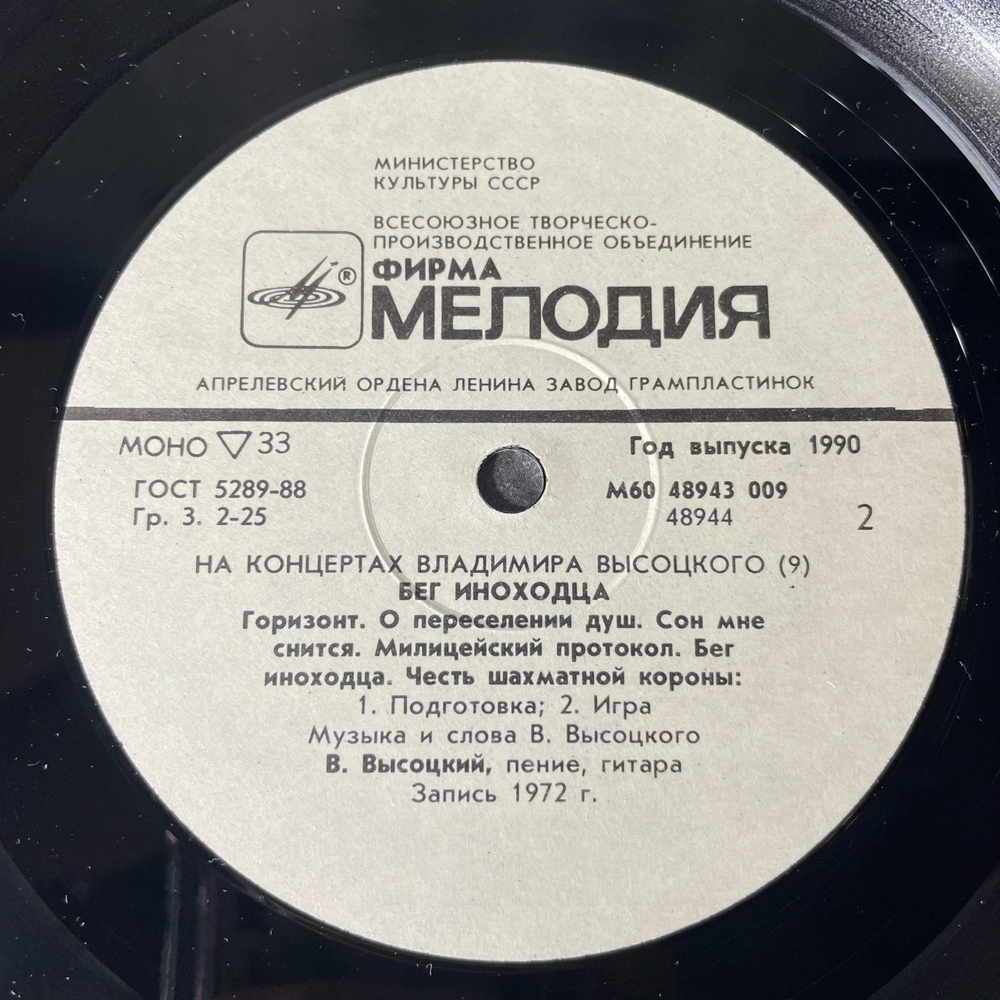 МИНИСТЕРСТВО
КУЛЬТУРЫ СССР
ВСЕСОЮЗНОЕ ТВОРЧЕСКО-
ПРОИЗВОДСТВЕННОЕ ОБЪЕДИНЕНИЕ
®
ФИРМА
МЕЛОДИЯ
АПРЕЛЕВСКИЙ ОРДЕНА ЛЕНИНА ЗАВОД ГРАМПЛАСТИНОК
МОНО ▽ 33 Год выпуска 1990
ГОСТ 5289-88 М60 48943 009
Гр. 3. 2-25 48944 2
НА КОНЦЕРТАХ ВЛАДИМИРА ВЫСОЦКОГО (9)
БЕГ ИНОХОДЦА
Горизонт. О переселении душ. Сон мне
снится. Милицейский протокол. Бег
иноходца. Честь шахматной короны:
1. Подготовка; 2. Игра
Музыка и слова В. Высоцкого
В. Высоцкий, пение, гитара
Запись 1972 г.